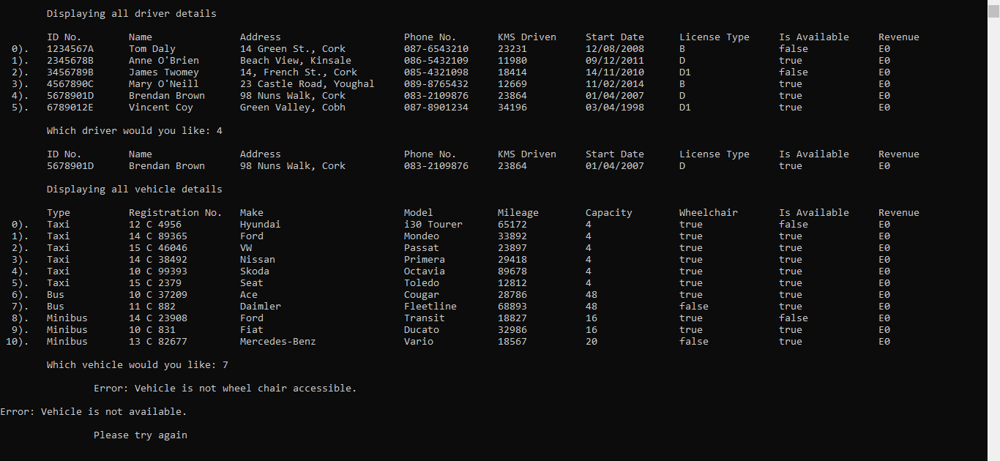 Displaying all driver details
ID No. Name Address Phone No. KMS Driven Start Date License Type Is Available Revenue
0). 1234567A Tom Daly 14 Green St., Cork 087-6543210 23231 12/08/2008 B false E0
1). 2345678B Anne O'Brien Beach View, Kinsale 086-5432109 11980 09/12/2011 D true E0
2). 3456789B James Twomey 14, French St., Cork 085-4321098 18414 14/11/2010 D1 false E0
3). 4567890C Mary O'Neill 23 Castle Road, Youghal 089-8765432 12669 11/02/2014 B true E0
4). 5678901D Brendan Brown 98 Nuns Walk, Cork 083-2109876 23864 01/04/2007 D true E0
5). 6789012E Vincent Coy Green Valley, Cobh 087-8901234 34196 03/04/1998 D1 true E0
Which driver would you like: 4
ID No. Name Address Phone No. KMS Driven Start Date License Type Is Available Revenue
5678901D Brendan Brown 98 Nuns Walk, Cork 083-2109876 23864 01/04/2007 D true E0
Displaying all vehicle details
Type Registration No. Make Model Mileage Capacity Wheelchair Is Available Revenue
0). Taxi 12 C 4956 Hyundai i30 Tourer 65172 4 true false E0
1). Taxi 14 C 89365 Ford Mondeo 33892 4 true true E0
2). Taxi 15 C 46046 VW Passat 23897 4 true true E0
3). Taxi 14 C 38492 Nissan Primera 29418 4 true true E0
4). Taxi 10 C 99393 Skoda Octavia 89678 4 true true E0
5). Taxi 15 C 2379 Seat Toledo 12812 4 true true E0
6). Bus 10 C 37209 Ace Cougar 28786 48 true true E0
7). Bus 11 C 882 Daimler Fleetline 68893 48 false true E0
8). Minibus 14 C 23908 Ford Transit 18827 16 true false E0
9). Minibus 10 C 831 Fiat Ducato 32986 16 true true E0
10). Minibus 13 C 82677 Mercedes-Benz Vario 18567 20 false true E0
Which vehicle would you like: 7
Error: Vehicle is not wheel chair accessible.
Error: Vehicle is not available.
Please try again